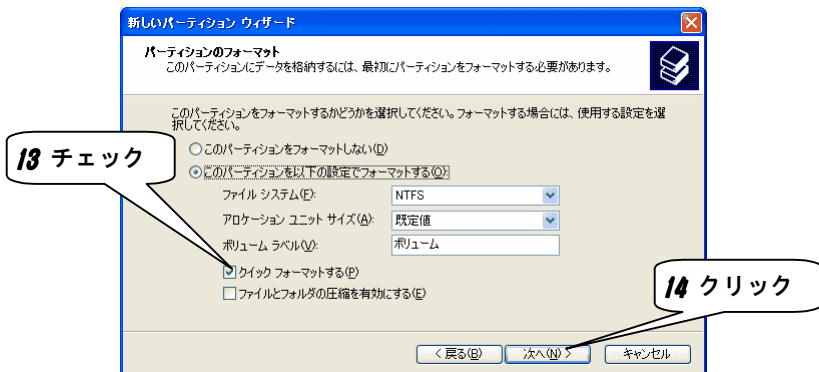 新しいパーティション ウィザード
パーティションのフォーマット
このパーティションにデータを格納するには、最初にパーティションをフォーマットする必要があります。
このパーティションをフォーマットするかどうかを選択してください。フォーマットする場合には、使用する設定を選
択してください。
13 チェック
このパーティションをフォーマットしない(D)
このパーティションを以下の設定でフォーマットする(O):
ファイル システム(F): NTFS
アロケーション ユニット サイズ(A): 既定値
ボリューム ラベル(V): ボリューム
クイック フォーマットする(P)
ファイルとフォルダの圧縮を有効にする(E)
14 クリック
< 戻る(B) 次へ(N) > キャンセル